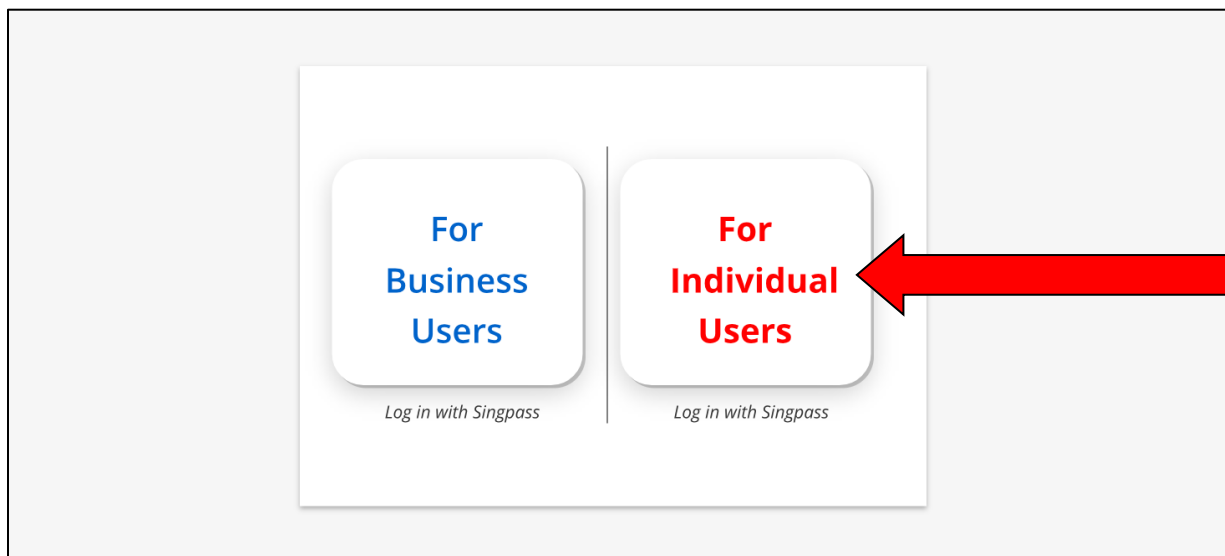 For
Business
Users
Log in with Singpass
For
Individual
Users
Log in with Singpass